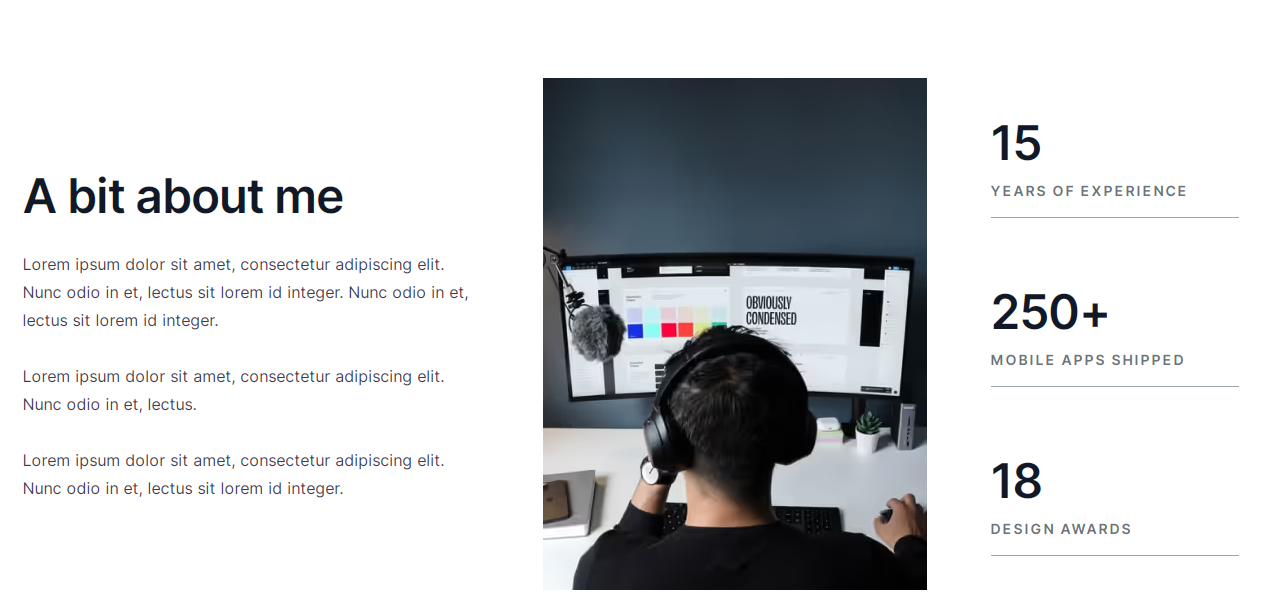 A bit about me
Lorem ipsum dolor sit amet, consectetur adipiscing elit.
Nunc odio in et, lectus sit lorem id integer. Nunc odio in et,
lectus sit lorem id integer.
Lorem ipsum dolor sit amet, consectetur adipiscing elit.
Nunc odio in et, lectus.
Lorem ipsum dolor sit amet, consectetur adipiscing elit.
Nunc odio in et, lectus sit lorem id integer.
OBVIOUSLY
CONDENSED
15
YEARS OF EXPERIENCE
250+
MOBILE APPS SHIPPED
18
DESIGN AWARDS